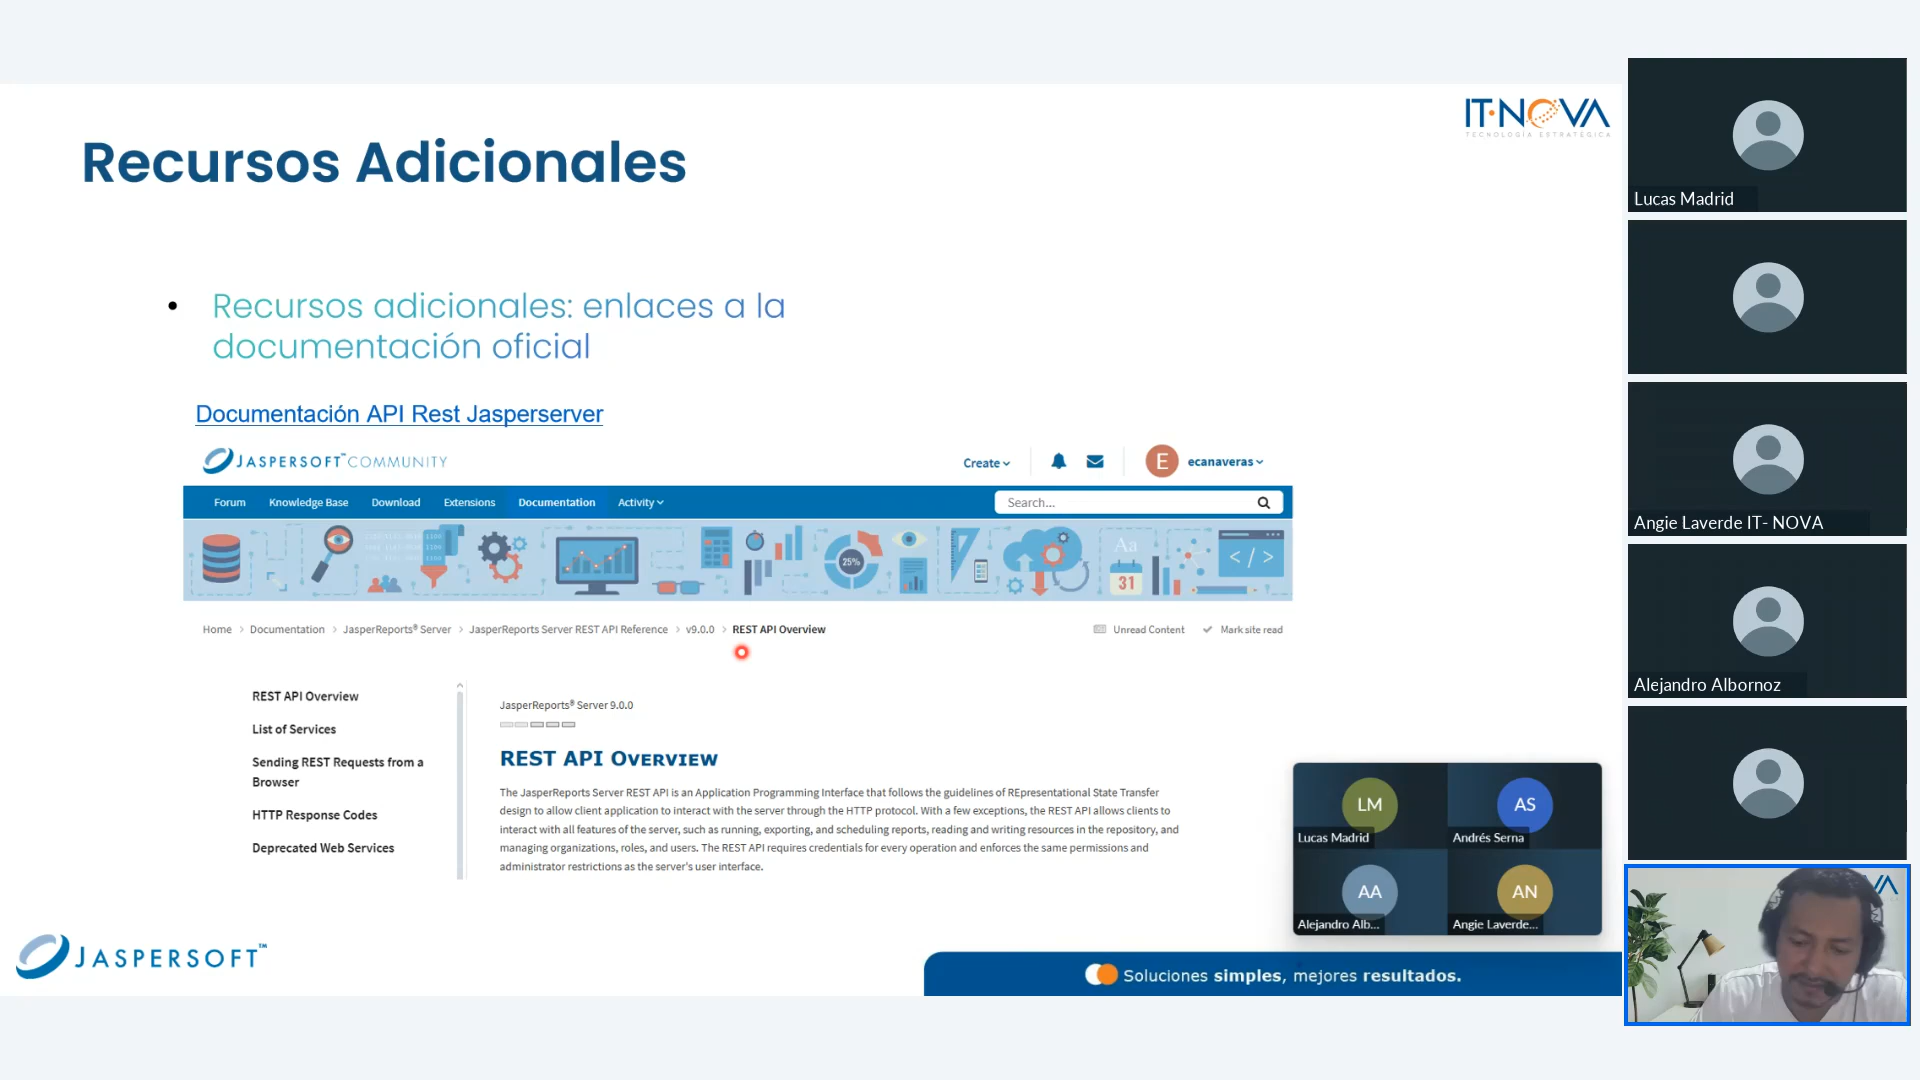 IT·NOVA
TECNOLOGÍA ESTRATÉGICA
Recursos Adicionales
• Recursos adicionales: enlaces a la
documentación oficial
Documentación API Rest Jasperserver
JASPERSOFT™ COMMUNITY
Create
E
ecanaveras
Forum Knowledge Base Download Extensions Documentation Activity
Search...
25%
Aa
31
</>
Home > Documentation > JasperReports® Server > JasperReports Server REST API Reference > v9.0.0 > REST API Overview
Unread Content Mark site read
REST API Overview
List of Services
Sending REST Requests from a
Browser
HTTP Response Codes
Deprecated Web Services
JasperReports® Server 9.0.0
REST API Overview
The JasperReports Server REST API is an Application Programming Interface that follows the guidelines of REpresentational State Transfer
design to allow client application to interact with the server through the HTTP protocol. With a few exceptions, the REST API allows clients to
interact with all features of the server, such as running, exporting, and scheduling reports, reading and writing resources in the repository, and
managing organizations, roles, and users. The REST API requires credentials for every operation and enforces the same permissions and
administrator restrictions as the server's user interface.
LM
Lucas Madrid
AS
Andrés Serna
AA
Alejandro Alb...
AN
Angie Laverde...
JASPERSOFT™
Soluciones simples, mejores resultados.
Lucas Madrid
Angie Laverde IT- NOVA
Alejandro Albornoz